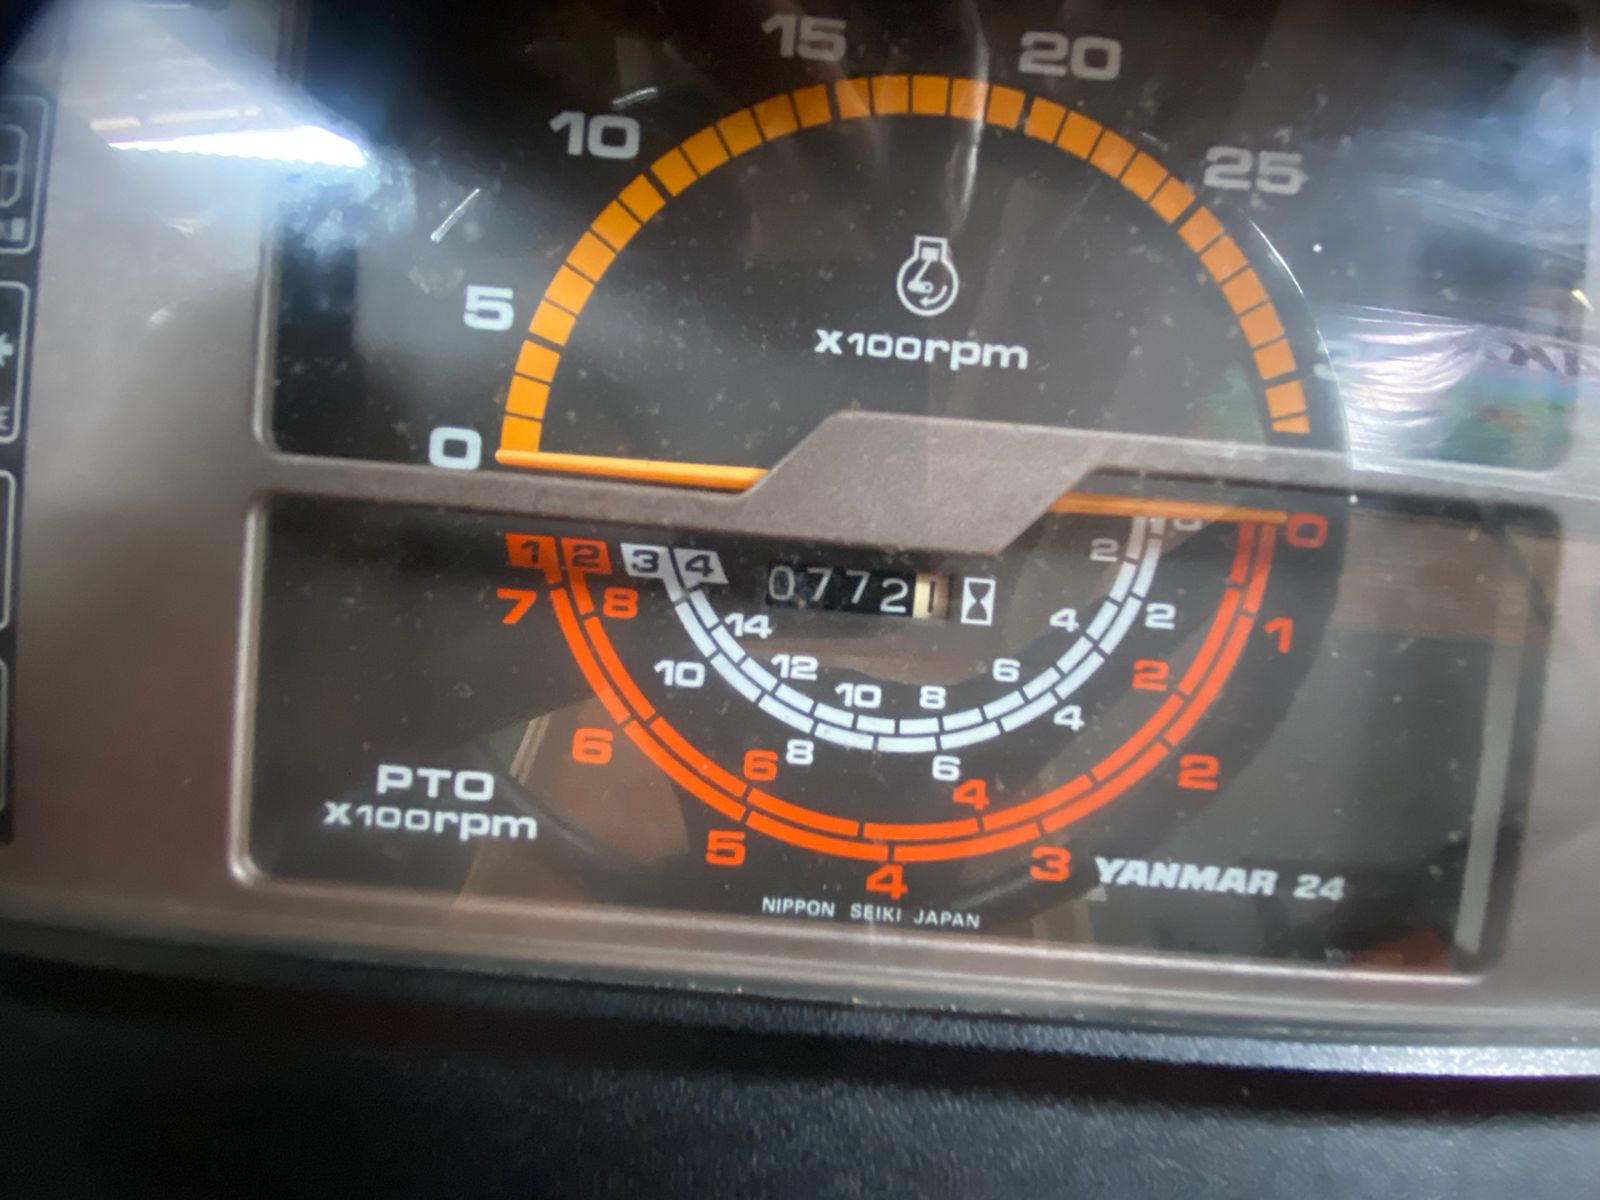 15 20
10 25
5
X100rpm
0
1 2 3 4 07721 0
2
7 8 14 4 2 1
10 12 10 8 6 2
6 6 8 6 4 4 2
PTO
X100rpm
5 4 3 YANMAR 24
NIPPON SEIKI JAPAN